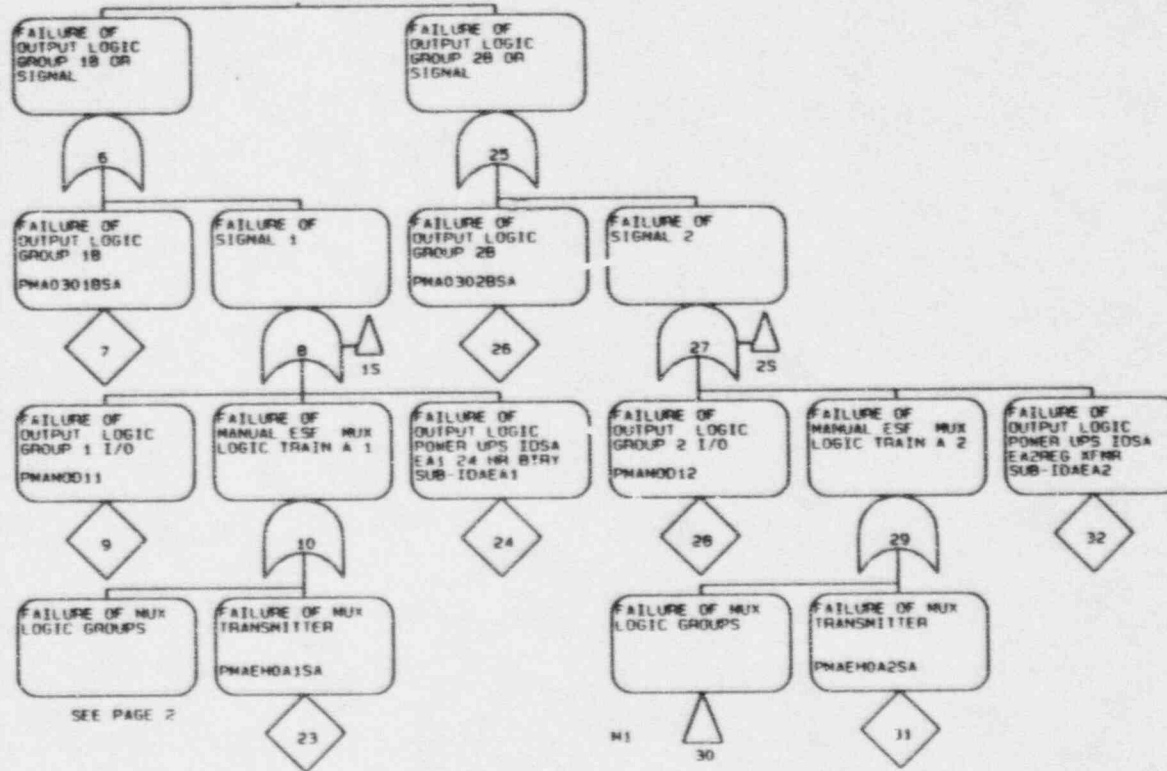 FAILURE OF
OUTPUT LOGIC
GROUP 1B OR
SIGNAL
FAILURE OF
OUTPUT LOGIC
GROUP 2B OR
SIGNAL
6
25
FAILURE OF
OUTPUT LOGIC
GROUP 1B
PMAO301BSA
FAILURE OF
SIGNAL 1
FAILURE OF
OUTPUT LOGIC
GROUP 2B
PMAO302BSA
FAILURE OF
SIGNAL 2
7
8
1S
26
27
2S
FAILURE OF
OUTPUT LOGIC
GROUP 1 I/O
PMAMOD11
FAILURE OF
MANUAL ESF MUX
LOGIC TRAIN A 1
FAILURE OF
OUTPUT LOGIC
POWER UPS IDSA
EA1 24 HR BTRY
SUB-IDAEA1
FAILURE OF
OUTPUT LOGIC
GROUP 2 I/O
PMAMOD12
FAILURE OF
MANUAL ESF MUX
LOGIC TRAIN A 2
FAILURE OF
OUTPUT LOGIC
POWER UPS IDSA
EA2REG XFMR
SUB-IDAEA2
9
10
24
28
29
32
FAILURE OF MUX
LOGIC GROUPS
FAILURE OF MUX
TRANSMITTER
PMAEHOA1SA
FAILURE OF MUX
LOGIC GROUPS
FAILURE OF MUX
TRANSMITTER
PMAEHOA2SA
SEE PAGE 2
23
M1
30
31